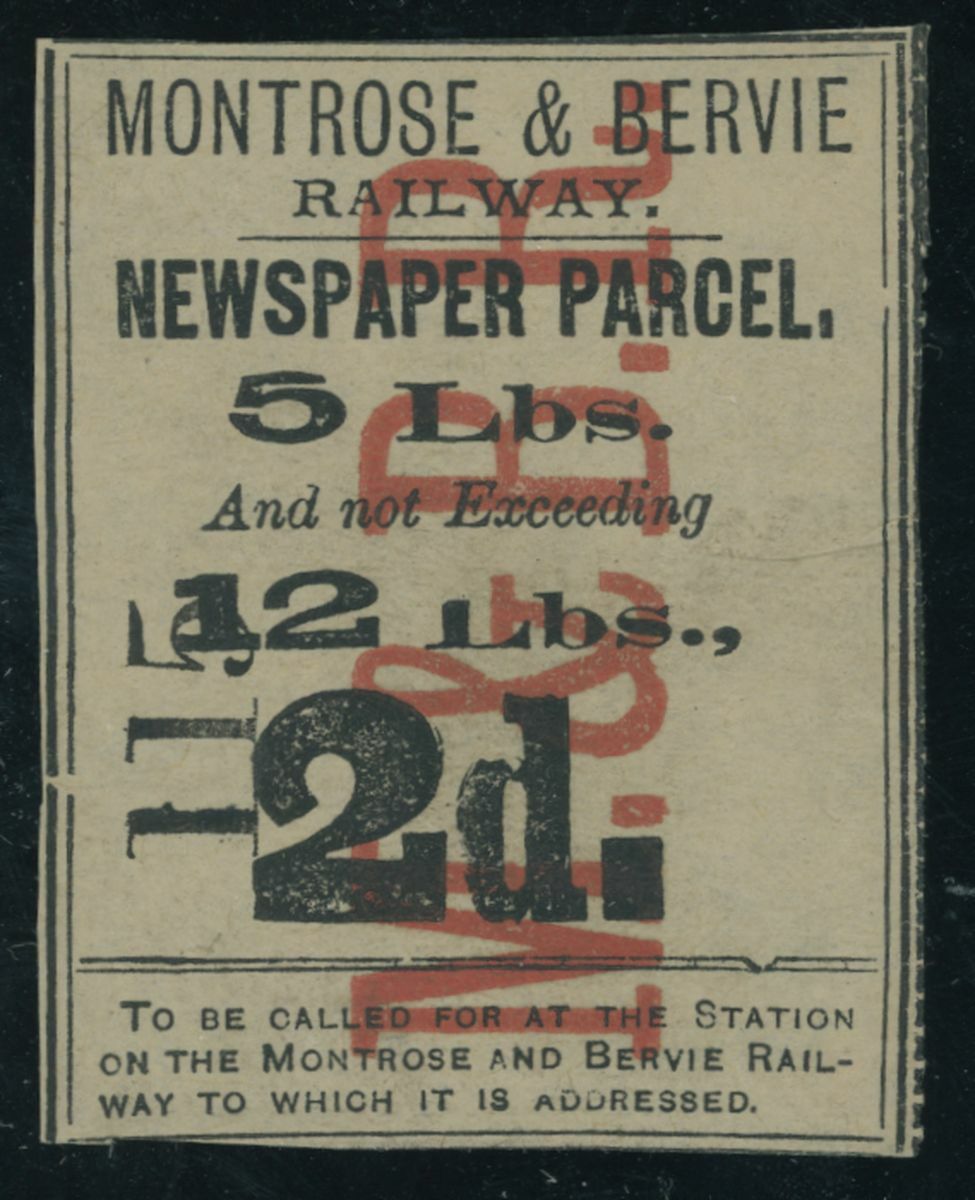 MONTROSE & BERVIE
RAILWAY.
NEWSPAPER PARCEL.
5 Lbs.
And not Exceeding
12 Lbs.,
2d.
TO BE CALLED FOR AT THE STATION
ON THE MONTROSE AND BERVIE RAIL-
WAY TO WHICH IT IS ADDRESSED.
M. & B. R.
115